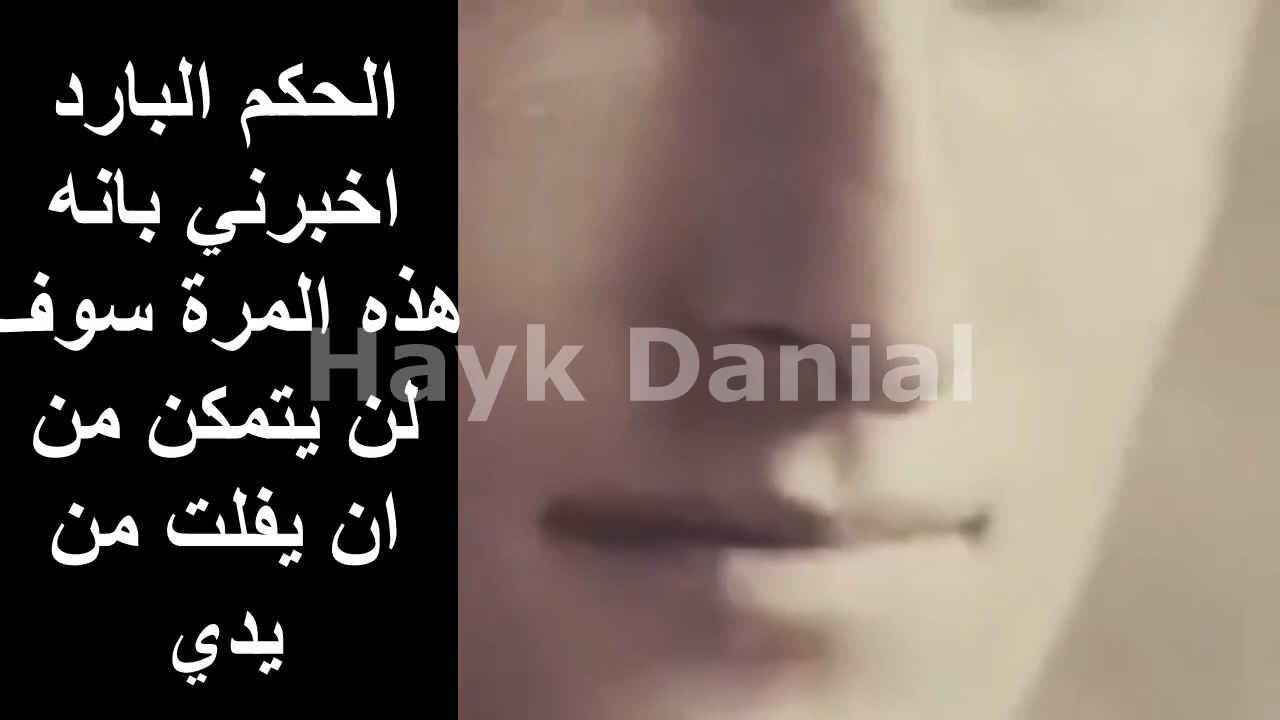 الحكم البارد
اخبرني بانه
هذه المرة سوف
لن يتمكن من
ان يفلت من
يدي
Hayk Danial